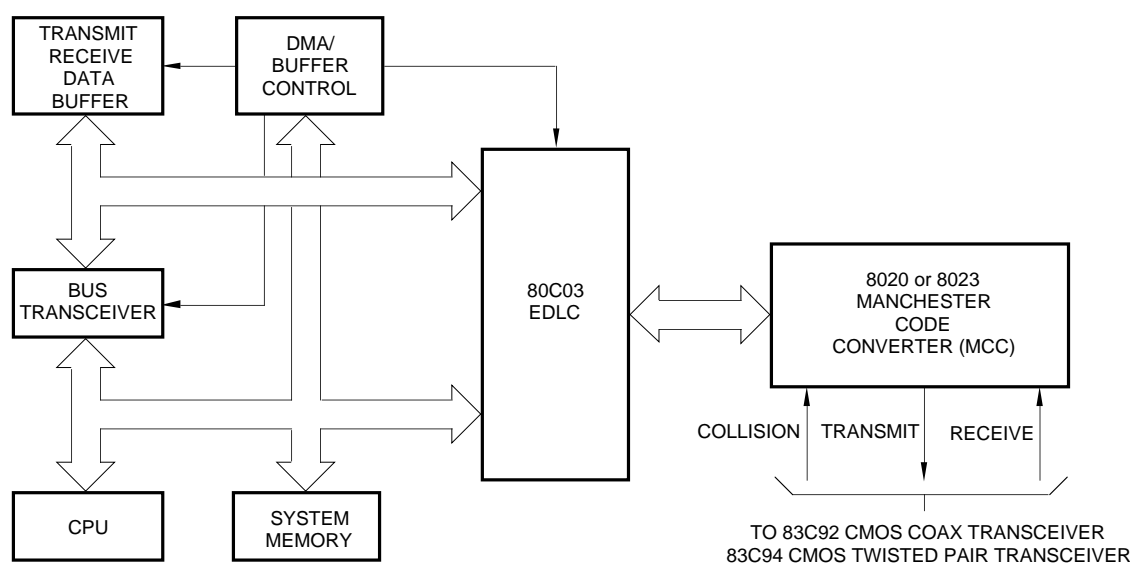 TRANSMIT
RECEIVE
DATA
BUFFER
DMA/
BUFFER
CONTROL
BUS
TRANSCEIVER
80C03
EDLC
8020 or 8023
MANCHESTER
CODE
CONVERTER (MCC)
COLLISION
TRANSMIT
RECEIVE
CPU
SYSTEM
MEMORY
TO 83C92 CMOS COAX TRANSCEIVER
83C94 CMOS TWISTED PAIR TRANSCEIVER